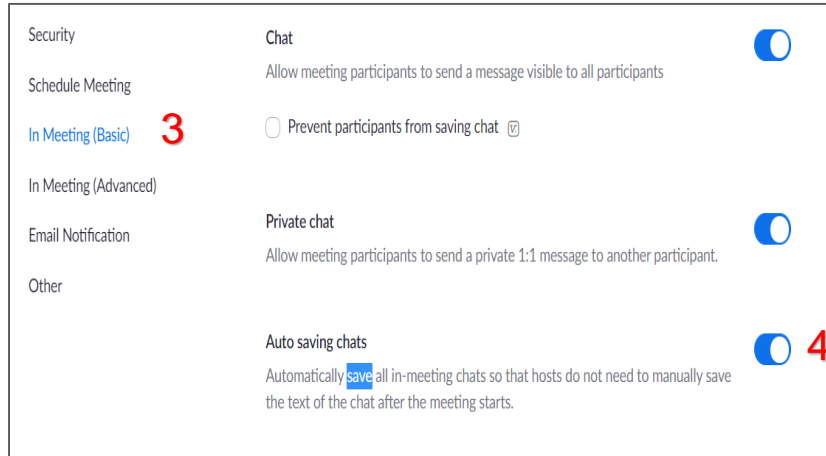 Security
Schedule Meeting
In Meeting (Basic) 3
In Meeting (Advanced)
Email Notification
Other
Chat
Allow meeting participants to send a message visible to all participants
Prevent participants from saving chat
Private chat
Allow meeting participants to send a private 1:1 message to another participant.
Auto saving chats
4
Automatically save all in-meeting chats so that hosts do not need to manually save
the text of the chat after the meeting starts.